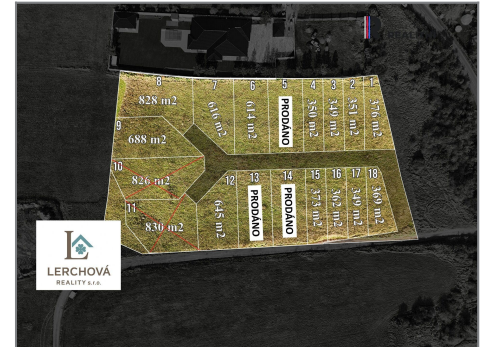 8
828 m2
7
616 m2
6
614 m2
5
PRODÁNO
4
350 m2
3
349 m2
2
351 m2
1
376 m2
9
688 m2
10
826 m2
11
830 m2
12
645 m2
13
PRODÁNO
14
PRODÁNO
15
373 m2
16
362 m2
17
349 m2
18
369 m2
LERCHOVÁ
REALITY s.r.o.